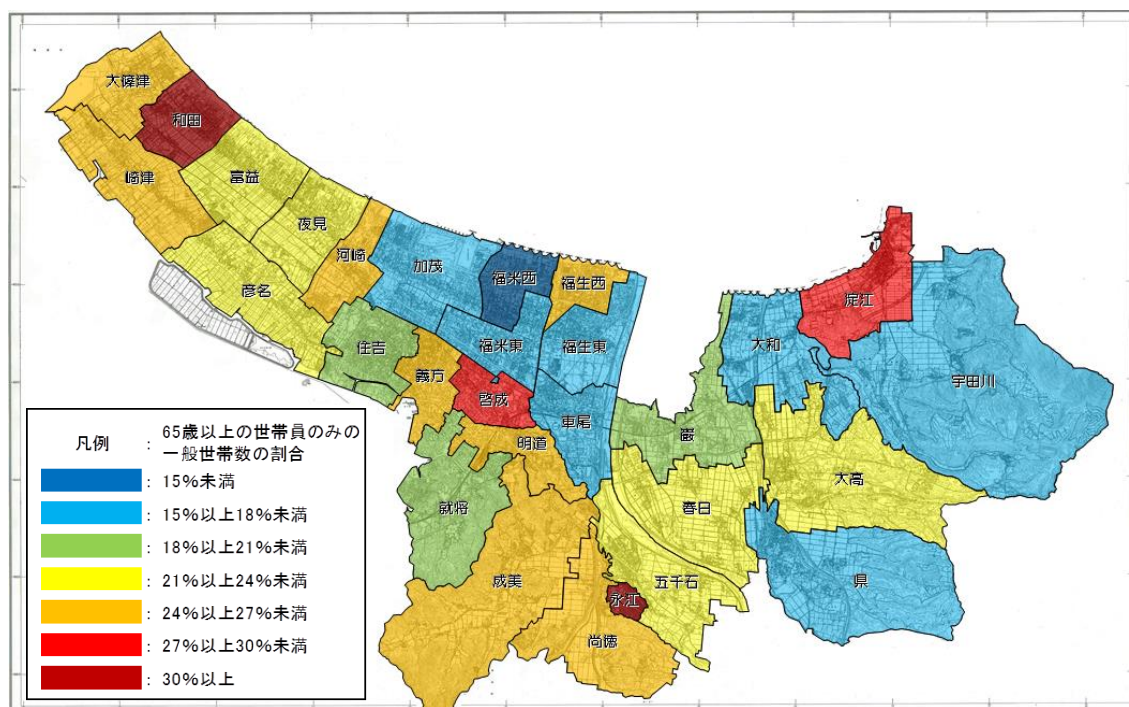 大篠津
和田
崎津
富益
夜見
河崎
彦名
加茂
福米西
福生西
淀江
住吉
福米東
福生東
大和
宇田川
義方
啓成
車尾
巌
明道
就将
春日
大高
成美
五千石
永江
県
尚徳
凡例 : 65歳以上の世帯員のみの
一般世帯数の割合
: 15%未満
: 15%以上18%未満
: 18%以上21%未満
: 21%以上24%未満
: 24%以上27%未満
: 27%以上30%未満
: 30%以上